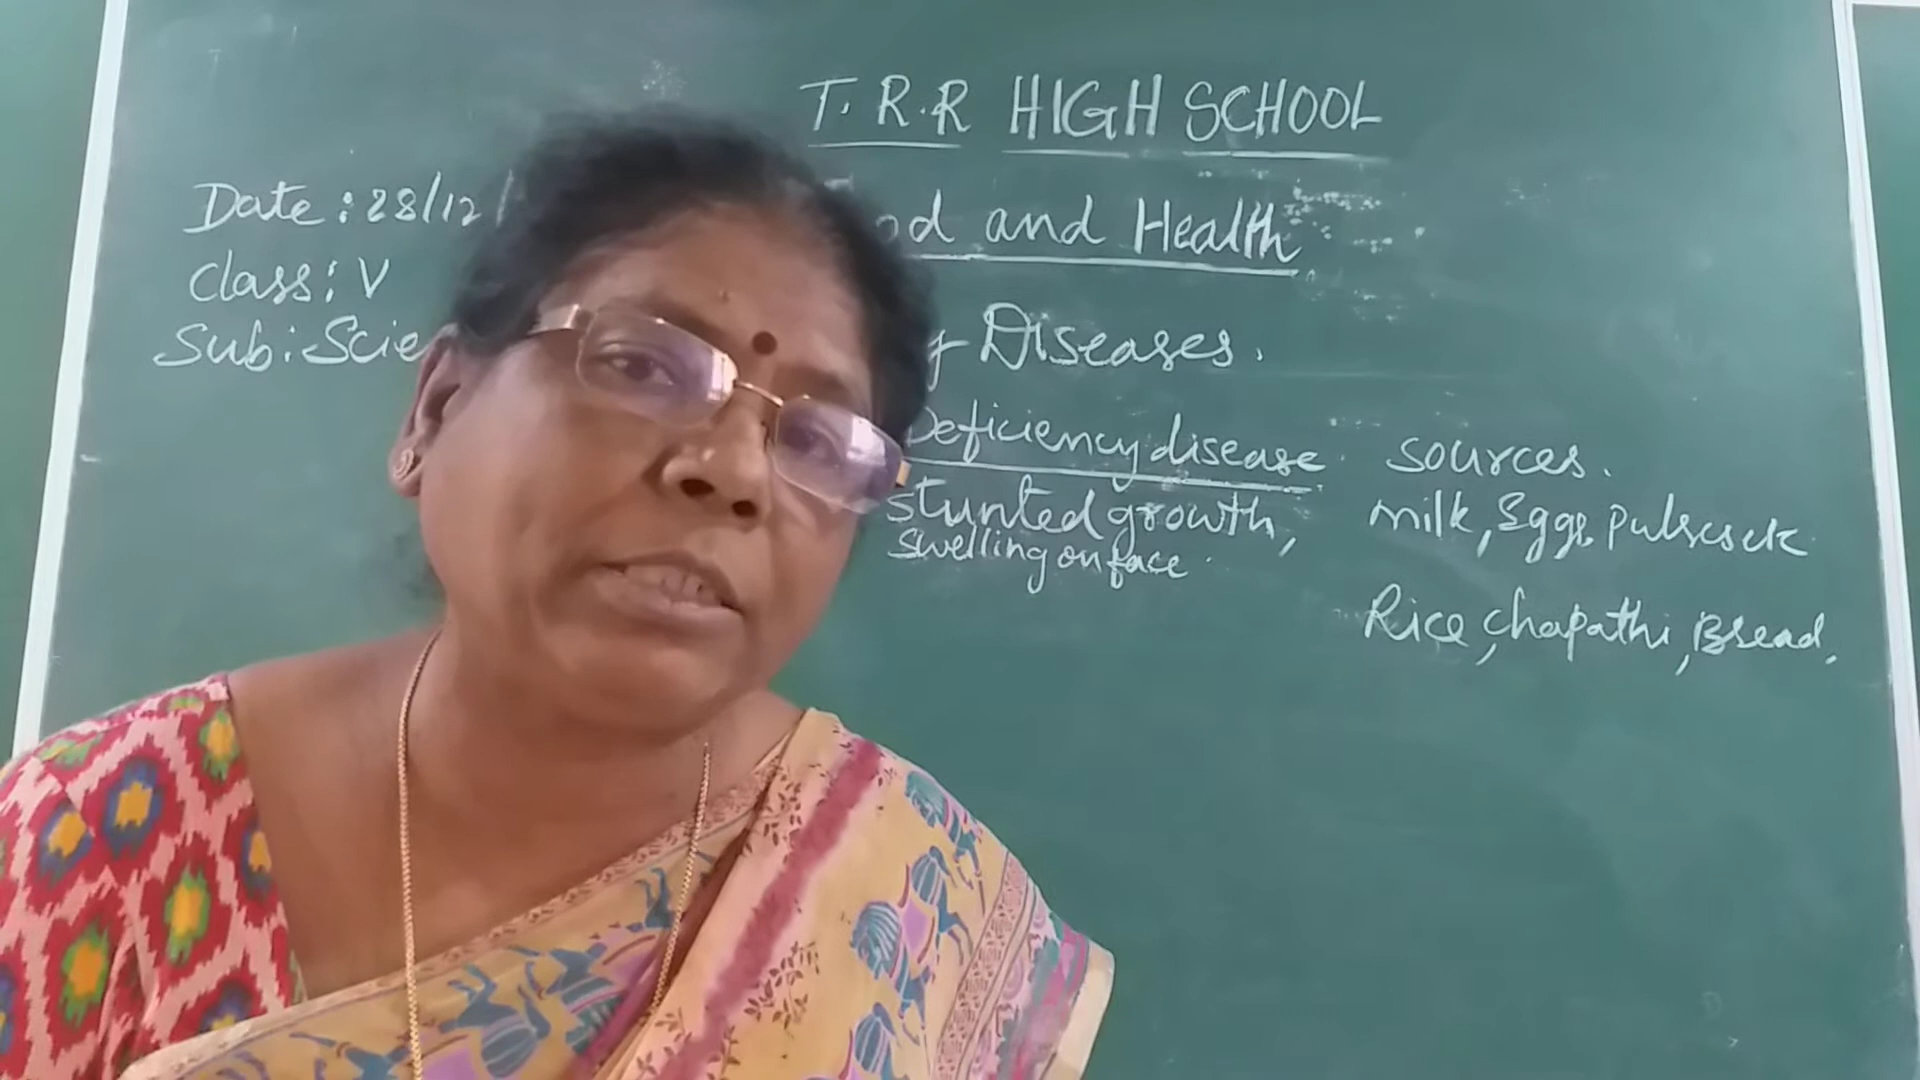 T. R. R HIGH SCHOOL
Date : 28/12/
od and Health
Class : V
Sub : Scie
y Diseases.
Deficiency disease. sources.
stunted growth, milk, Eggs, pulses etc
swelling on face.
Rice, chapathi, Bread,